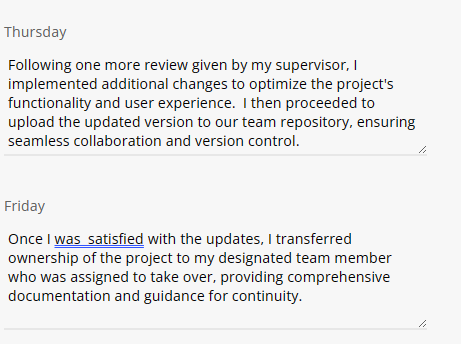 Thursday
Following one more review given by my supervisor, I
implemented additional changes to optimize the project's
functionality and user experience.  I then proceeded to
upload the updated version to our team repository, ensuring
seamless collaboration and version control.
Friday
Once I was  satisfied with the updates, I transferred
ownership of the project to my designated team member
who was assigned to take over, providing comprehensive
documentation and guidance for continuity.